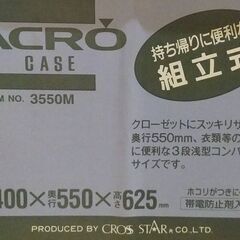 ACRO
CASE
M NO. 3550M
持ち帰りに便利な
組立式
クローゼットにスッキリサ
奥行550mm、衣類等の
に便利な3段浅型コンパ
サイズです。
400×奥行550×高さ625mm
ホコリがつきに
帯電防止剤入
PRODUCED BY CROSS STAR CO.LTD.